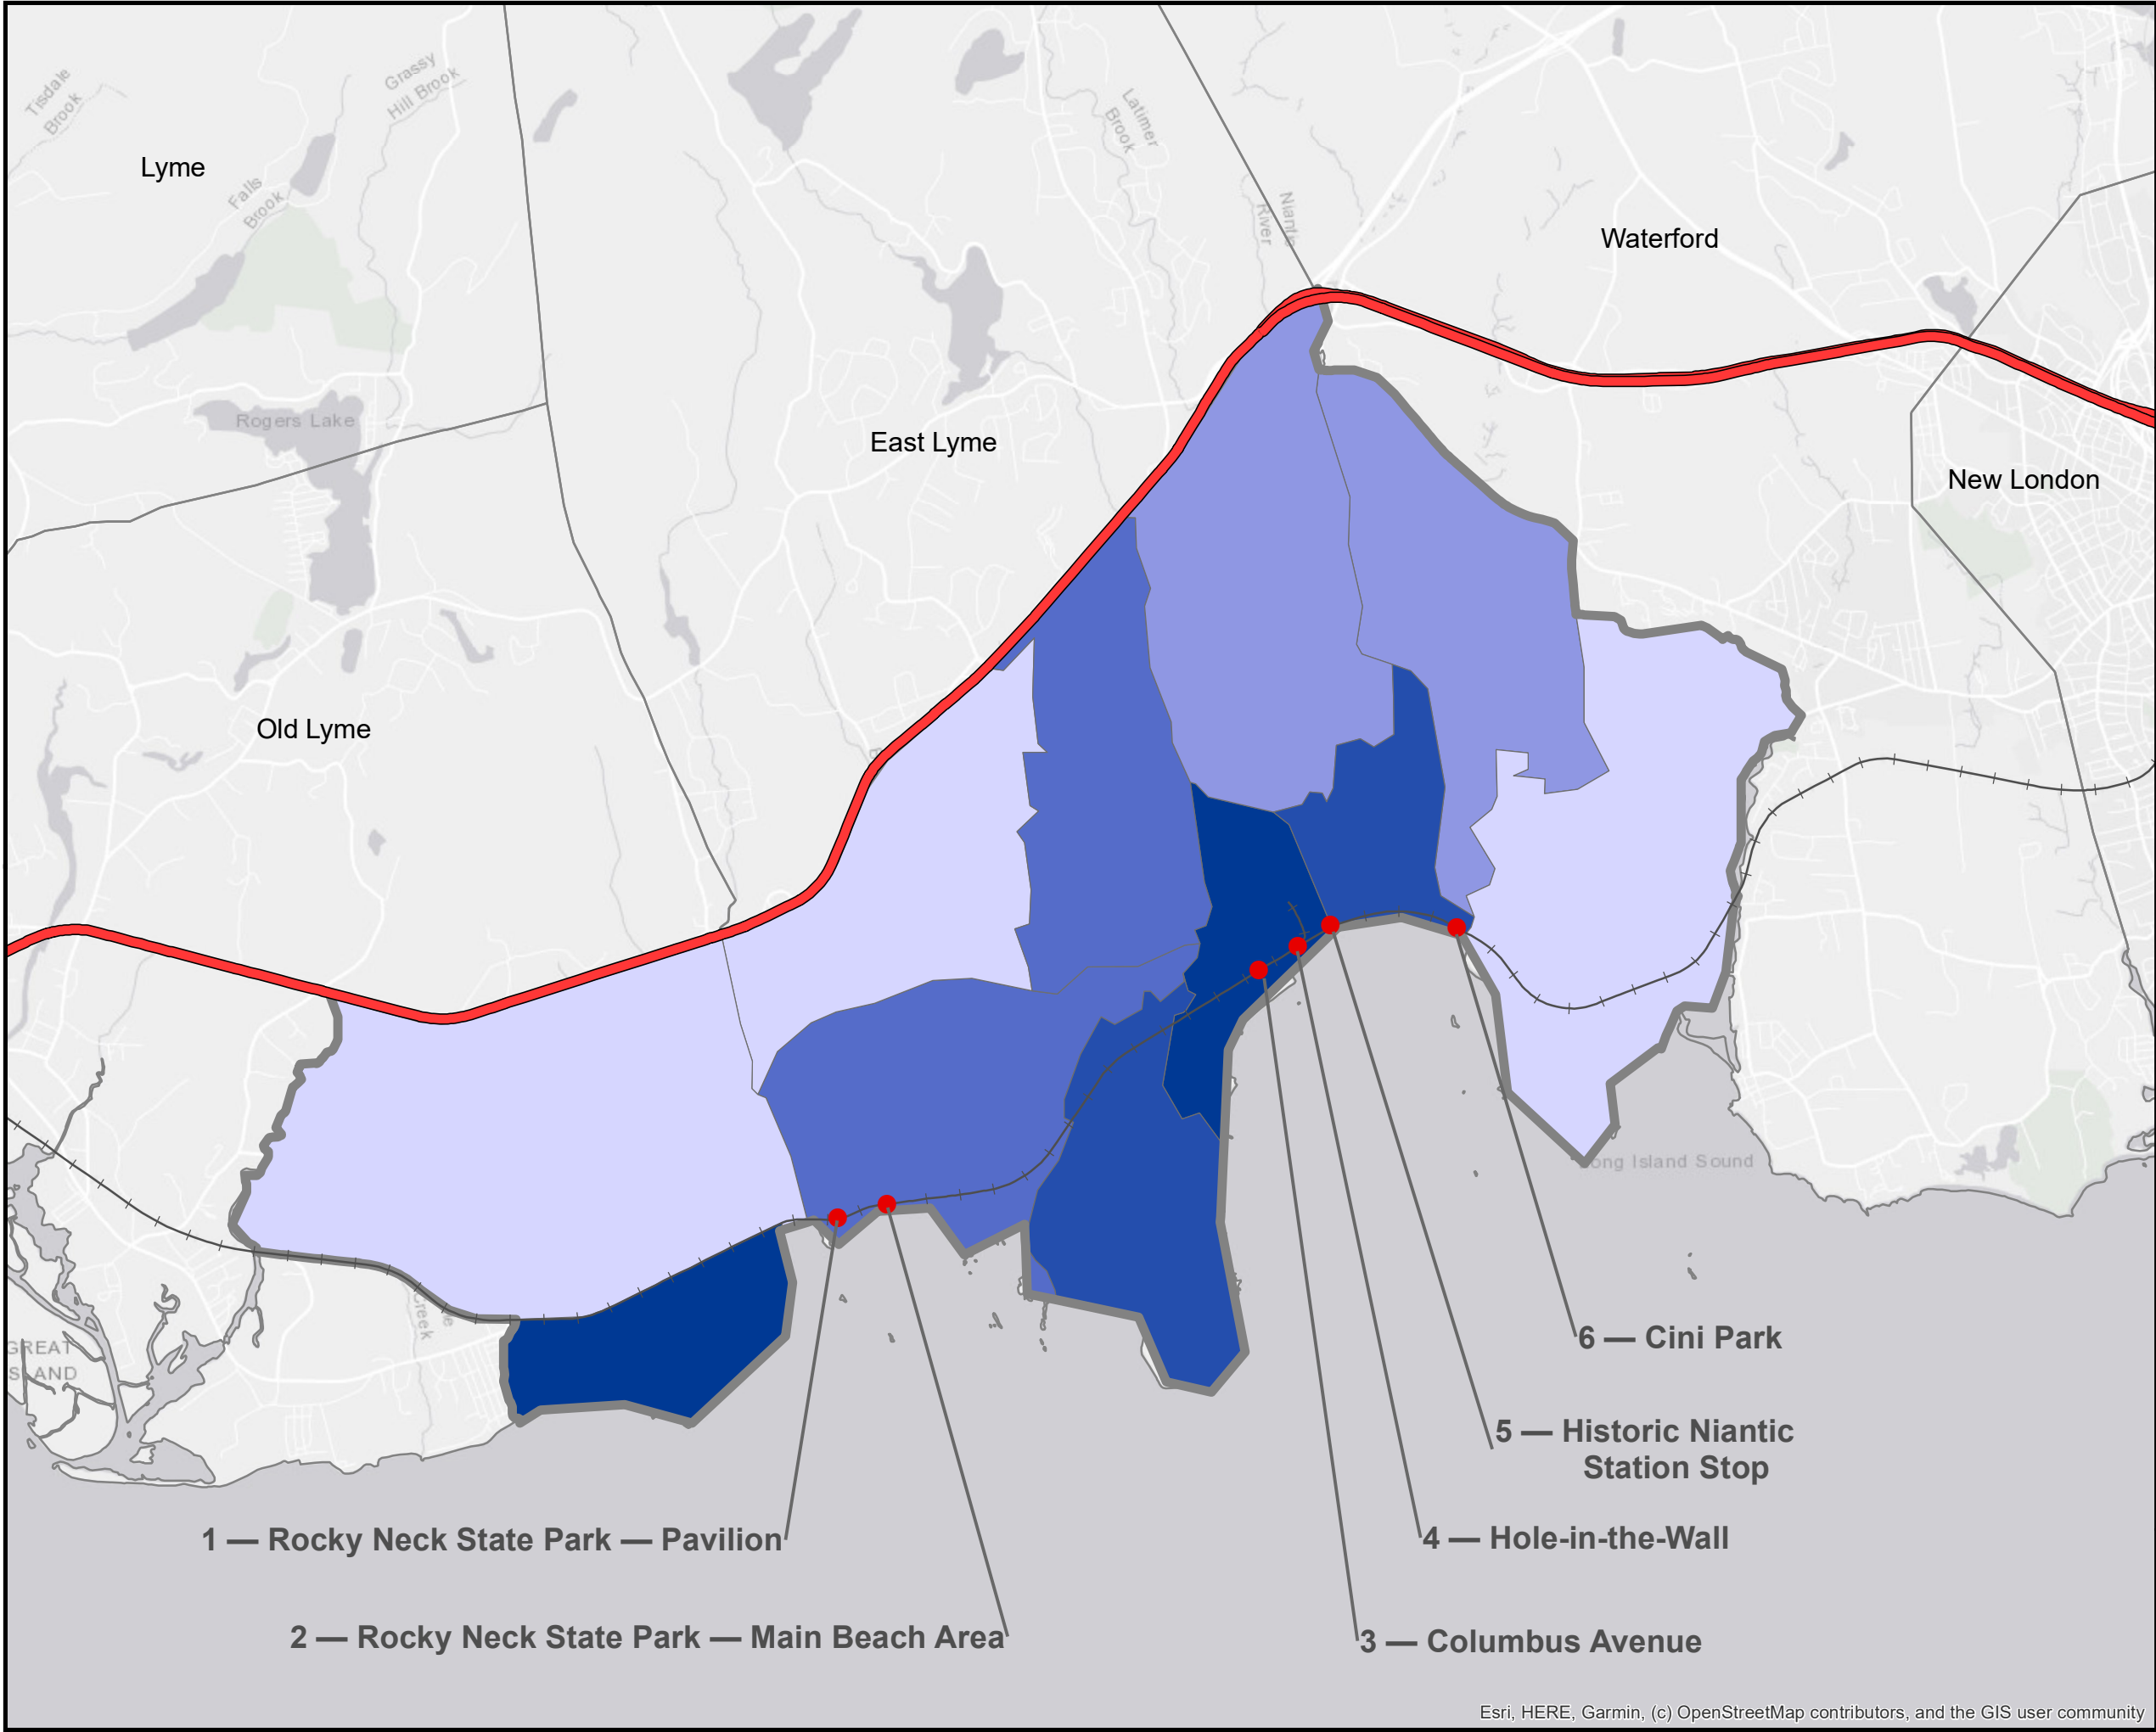 Tisdale
Brook
Grassy
Hill Brook
Latimer
Brook
Lyme
Falls
Brook
Niantic
River
Waterford
Rogers Lake
East Lyme
New London
Old Lyme
Long Island Sound
Creek
GREAT
ISLAND
6 — Cini Park
5 — Historic Niantic
Station Stop
1 — Rocky Neck State Park — Pavilion
4 — Hole-in-the-Wall
2 — Rocky Neck State Park — Main Beach Area
3 — Columbus Avenue
Esri, HERE, Garmin, (c) OpenStreetMap contributors, and the GIS user community